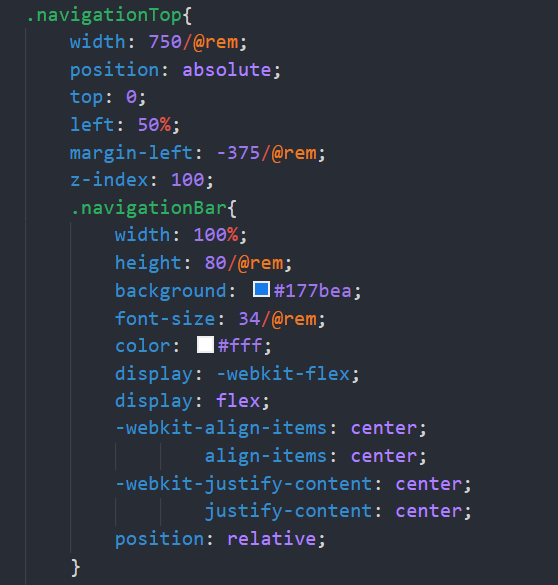 .navigationTop{
    width: 750/@rem;
    position: absolute;
    top: 0;
    left: 50%;
    margin-left: -375/@rem;
    z-index: 100;
    .navigationBar{
        width: 100%;
        height: 80/@rem;
        background: #177bea;
        font-size: 34/@rem;
        color: #fff;
        display: -webkit-flex;
        display: flex;
        -webkit-align-items: center;
                align-items: center;
        -webkit-justify-content: center;
                justify-content: center;
        position: relative;
    }